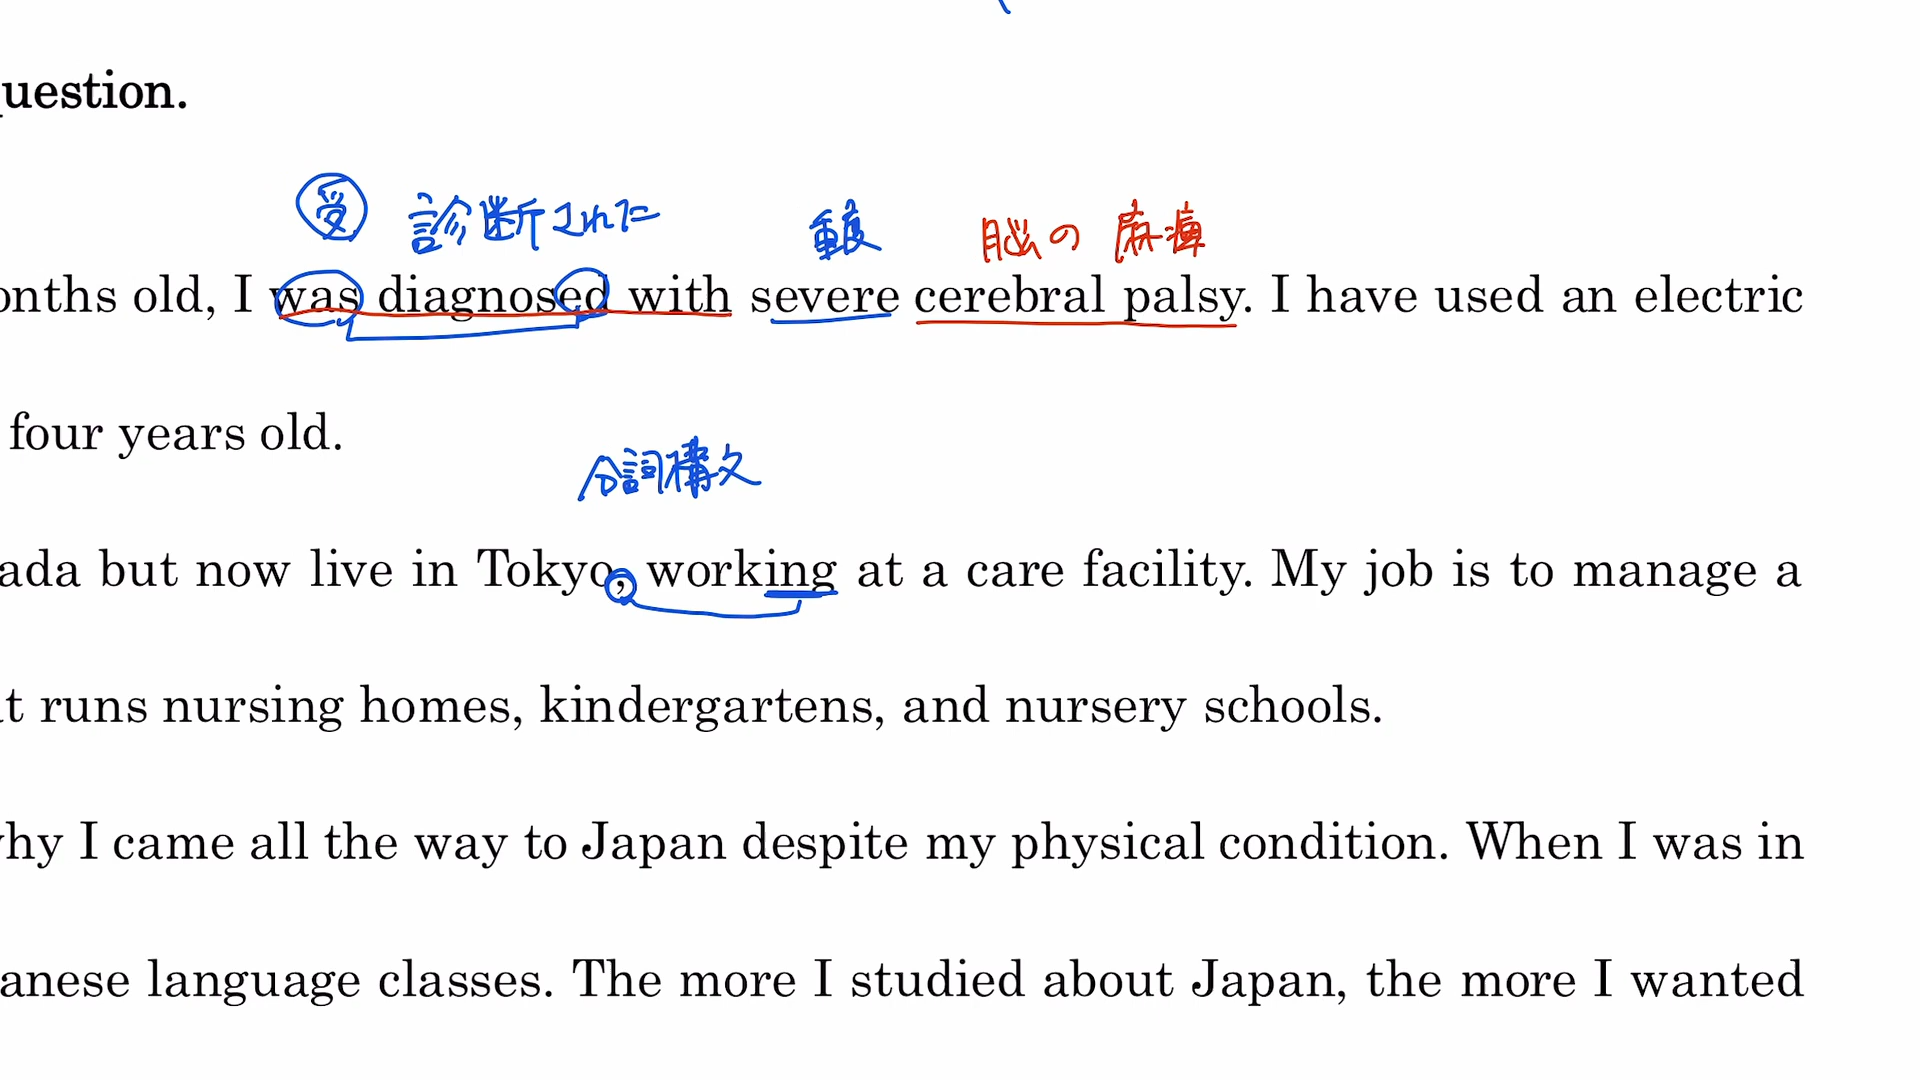 uestion.
受 診断された 重度 脳の麻痺
onths old, I was diagnosed with severe cerebral palsy. I have used an electric
four years old.
分詞構文
ada but now live in Tokyo, working at a care facility. My job is to manage a
t runs nursing homes, kindergartens, and nursery schools.
hy I came all the way to Japan despite my physical condition. When I was in
anese language classes. The more I studied about Japan, the more I wanted